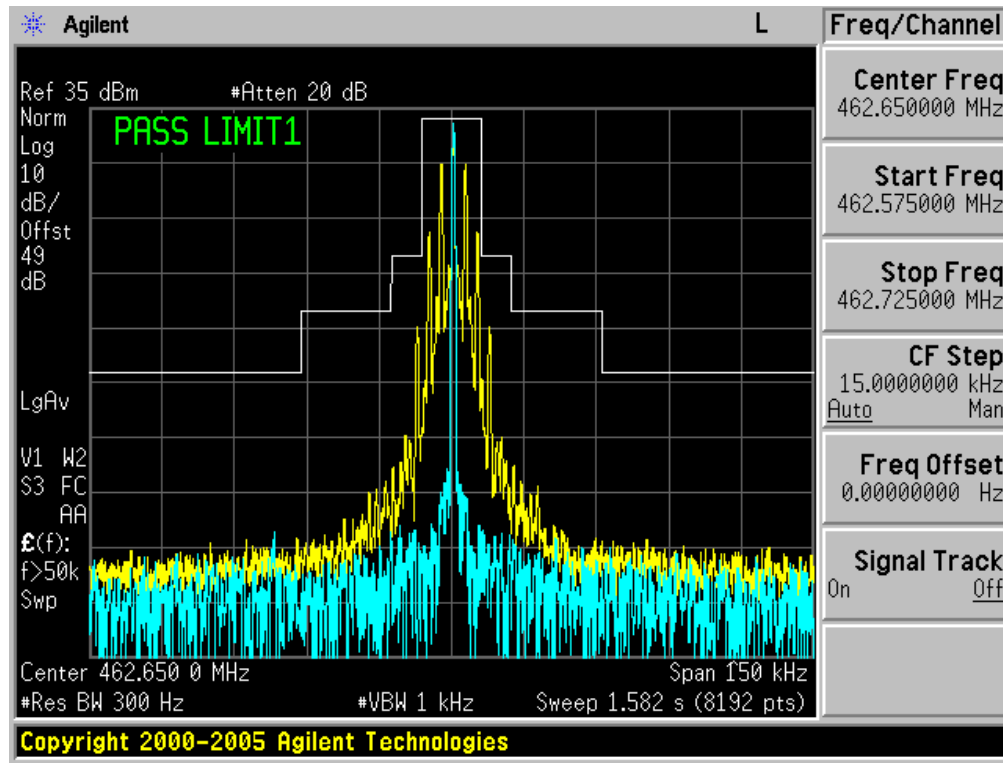 Agilent L
Ref 35 dBm #Atten 20 dB
Norm
Log
10
dB/
Offst
49
dB
PASS LIMIT1
LgAv
V1 W2
S3 FC
AA
£(f):
f>50k
Swp
Center 462.650 0 MHz Span 150 kHz
#Res BW 300 Hz #VBW 1 kHz Sweep 1.582 s (8192 pts)
Copyright 2000-2005 Agilent Technologies
Freq/Channel
Center Freq
462.650000 MHz
Start Freq
462.575000 MHz
Stop Freq
462.725000 MHz
CF Step
15.0000000 kHz
Auto Man
Freq Offset
0.00000000 Hz
Signal Track
On Off